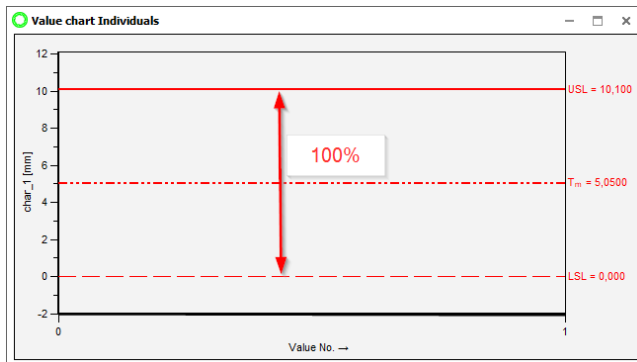 Value chart Individuals
12
10
8
6
4
2
0
-2
char_1 [mm]
USL = 10,100
100%
Tm = 5,0500
LSL = 0,000
0
1
Value No. →